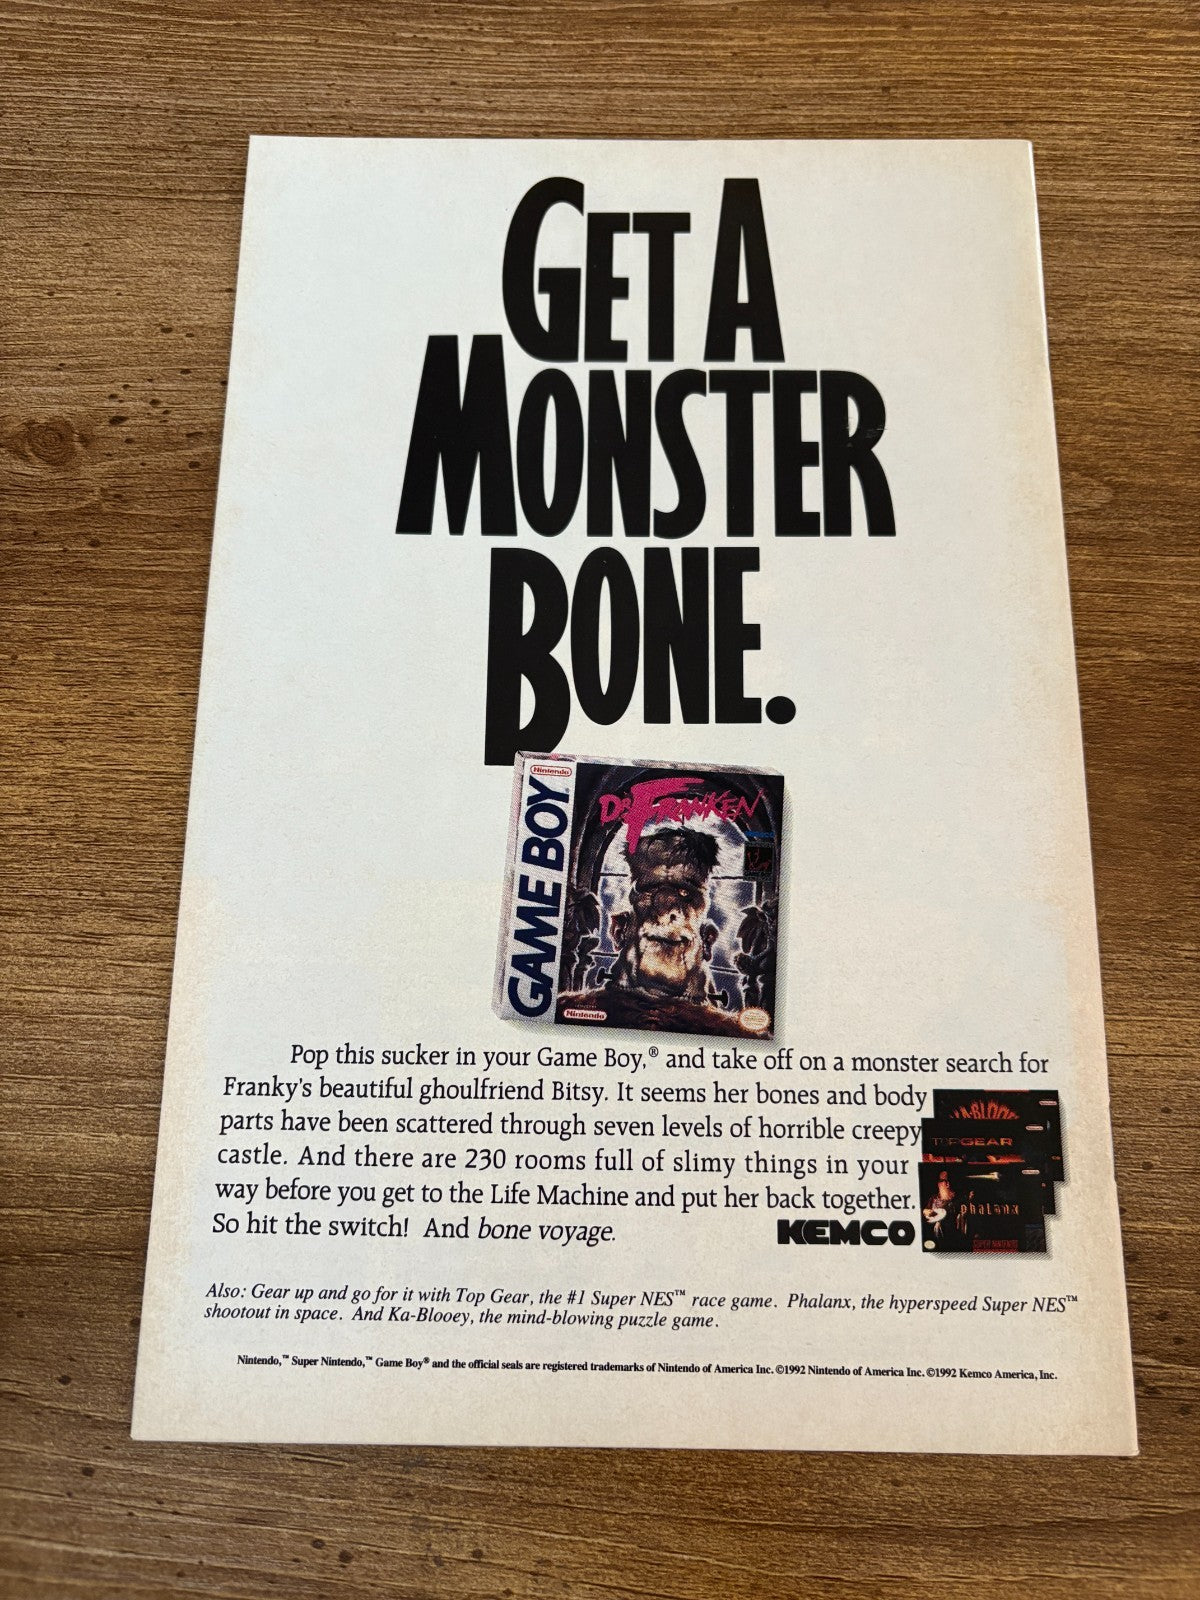 GET A
MONSTER
BONE.
Nintendo
GAME BOY
DR. FRANKEN
Nintendo
Pop this sucker in your Game Boy,® and take off on a monster search for
Franky's beautiful ghoulfriend Bitsy. It seems her bones and body
parts have been scattered through seven levels of horrible creepy
castle. And there are 230 rooms full of slimy things in your
way before you get to the Life Machine and put her back together.
So hit the switch! And bone voyage.
KEMCO
KA-BLOOEY
TOP GEAR
phalanx
SUPER NINTENDO
Also: Gear up and go for it with Top Gear, the #1 Super NES™ race game. Phalanx, the hyperspeed Super NES™
shootout in space. And Ka-Blooey, the mind-blowing puzzle game.
Nintendo,™ Super Nintendo,™ Game Boy® and the official seals are registered trademarks of Nintendo of America Inc. ©1992 Nintendo of America Inc. ©1992 Kemco America, Inc.